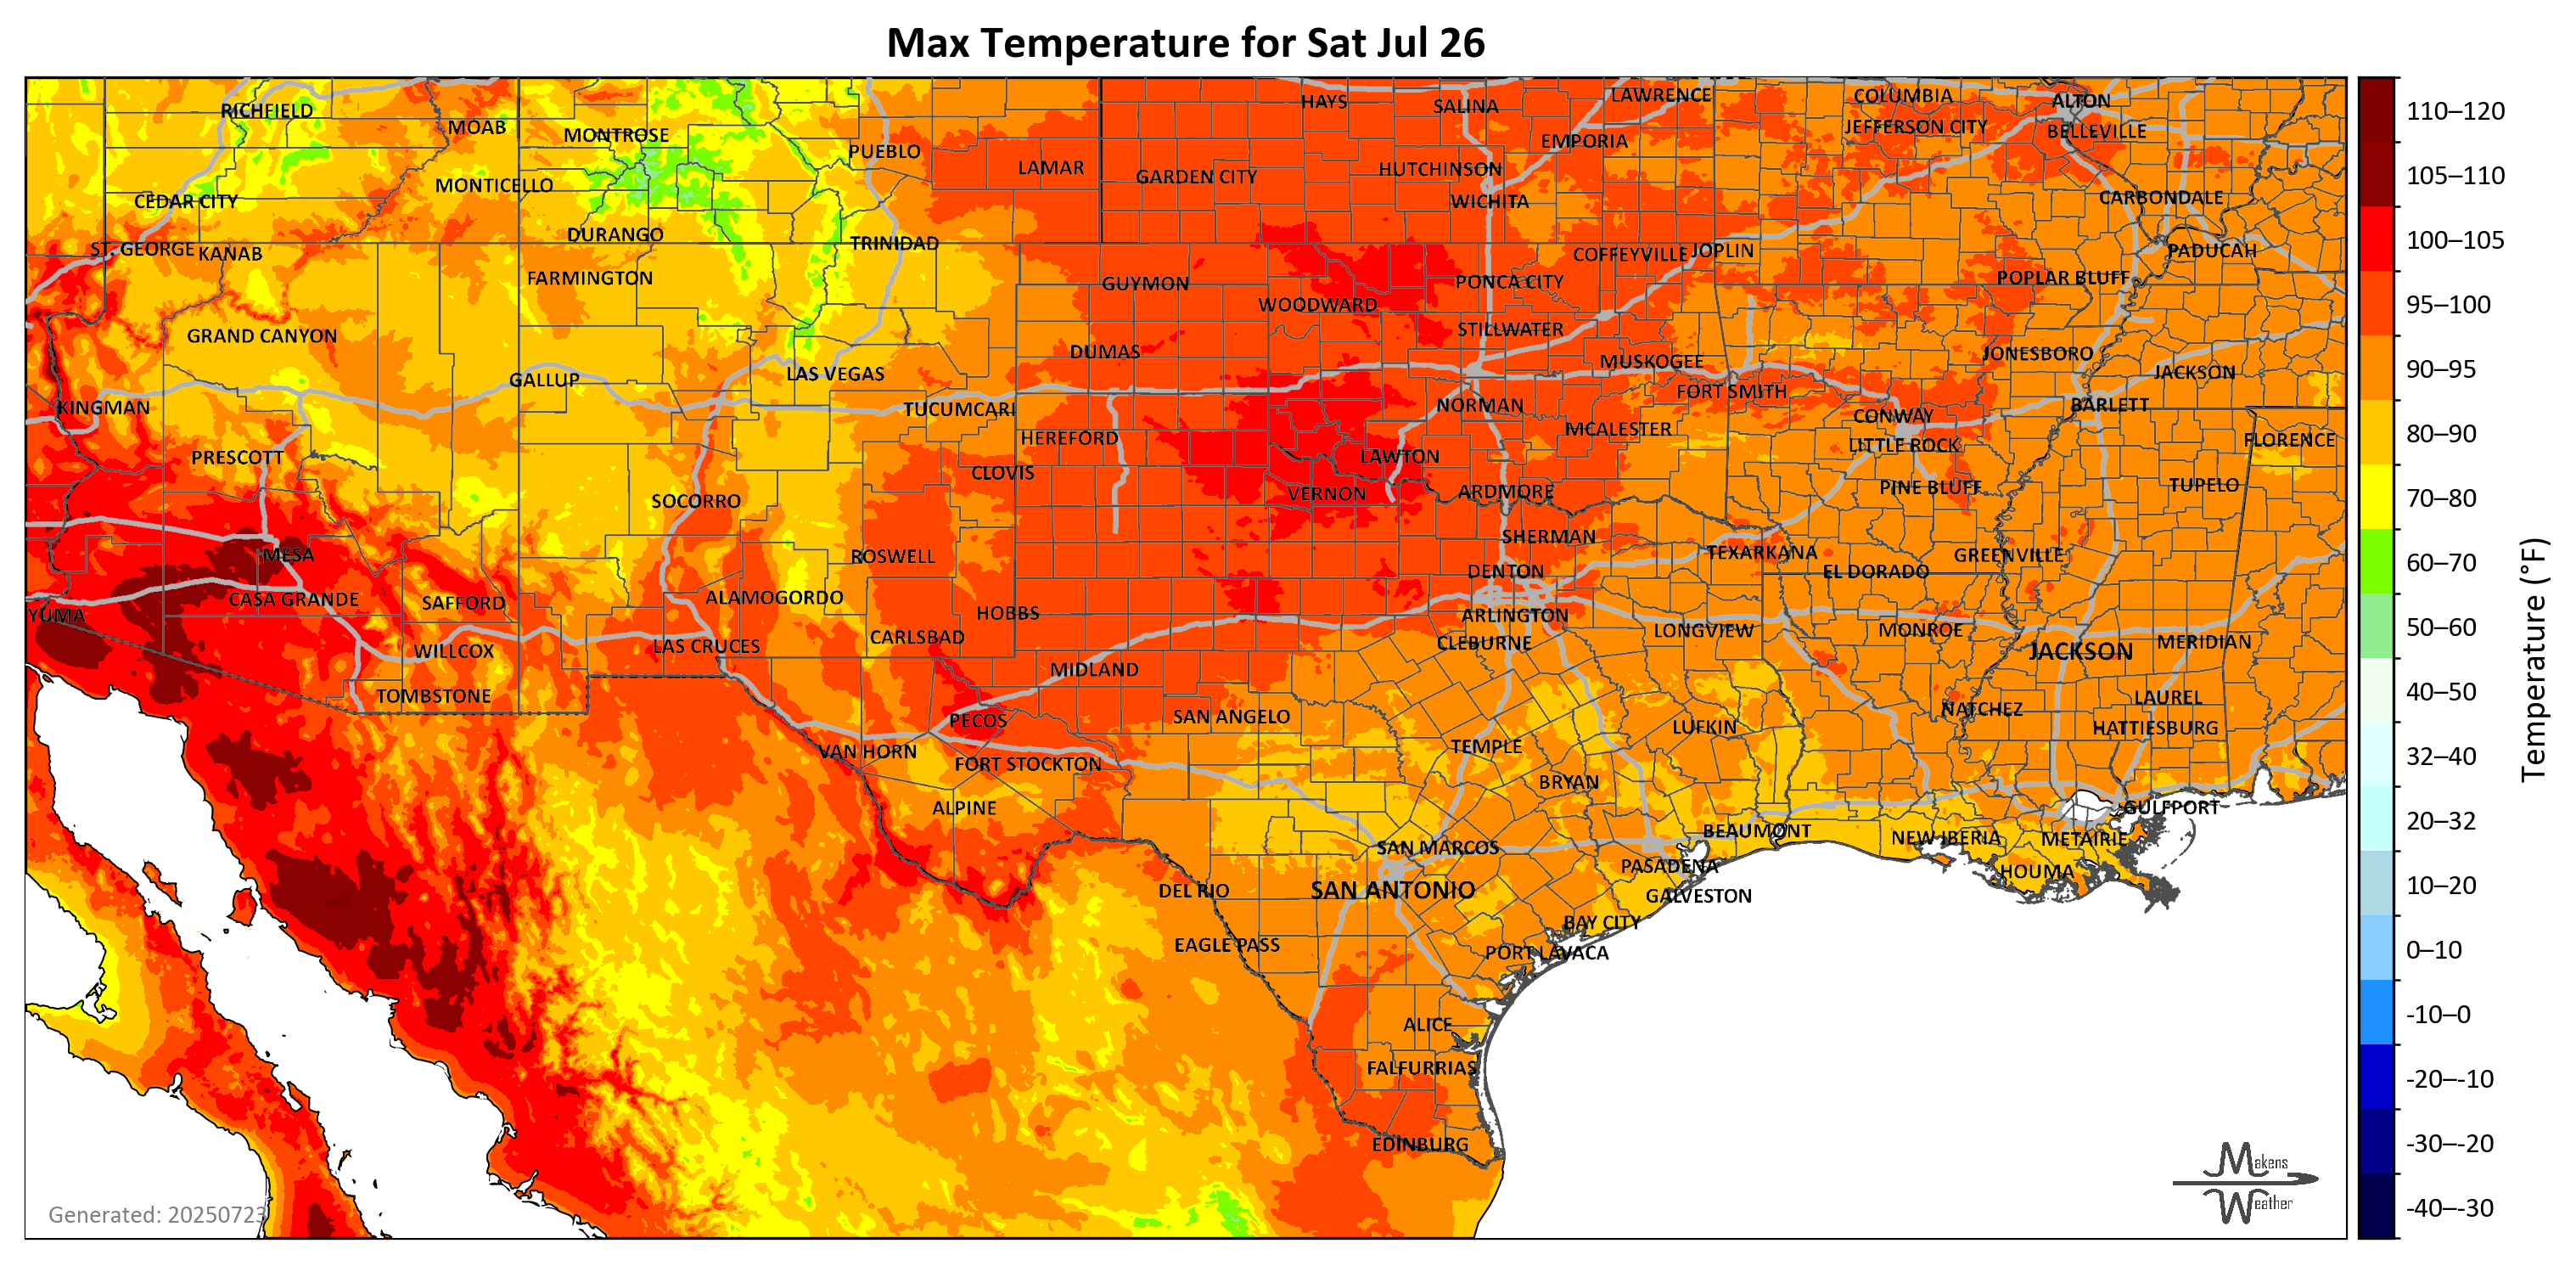 Max Temperature for Sat Jul 26
RICHFIELD
MOAB
MONTROSE
PUEBLO
LAMAR
HAYS
SALINA
LAWRENCE
COLUMBIA
ALTON
JEFFERSON CITY
BELLEVILLE
EMPORIA
GARDEN CITY
HUTCHINSON
MONTICELLO
CEDAR CITY
WICHITA
CARBONDALE
DURANGO
TRINIDAD
ST. GEORGE
KANAB
COFFEYVILLE
JOPLIN
PADUCAH
FARMINGTON
GUYMON
PONCA CITY
POPLAR BLUFF
WOODWARD
GRAND CANYON
STILLWATER
DUMAS
MUSKOGEE
JONESBORO
GALLUP
LAS VEGAS
FORT SMITH
JACKSON
KINGMAN
TUCUMCARI
NORMAN
CONWAY
BARLETT
HEREFORD
MCALESTER
LITTLE ROCK
FLORENCE
PRESCOTT
CLOVIS
LAWTON
SOCORRO
VERNON
ARDMORE
PINE BLUFF
TUPELO
MESA
ROSWELL
SHERMAN
TEXARKANA
GREENVILLE
DENTON
EL DORADO
CASA GRANDE
SAFFORD
ALAMOGORDO
HOBBS
YUMA
ARLINGTON
WILLCOX
LAS CRUCES
CARLSBAD
CLEBURNE
LONGVIEW
MONROE
JACKSON
MERIDIAN
MIDLAND
TOMBSTONE
PECOS
SAN ANGELO
LUFKIN
NATCHEZ
LAUREL
HATTIESBURG
VAN HORN
FORT STOCKTON
TEMPLE
BRYAN
ALPINE
GULFPORT
BEAUMONT
NEW IBERIA
METAIRIE
SAN MARCOS
PASADENA
HOUMA
DEL RIO
SAN ANTONIO
GALVESTON
BAY CITY
EAGLE PASS
PORT LAVACA
ALICE
FALFURRIAS
EDINBURG
Generated: 20250723
Makens
Weather
110–120
105–110
100–105
95–100
90–95
80–90
70–80
60–70
50–60
40–50
32–40
20–32
10–20
0–10
-10–0
-20–-10
-30–-20
-40–-30
Temperature (°F)